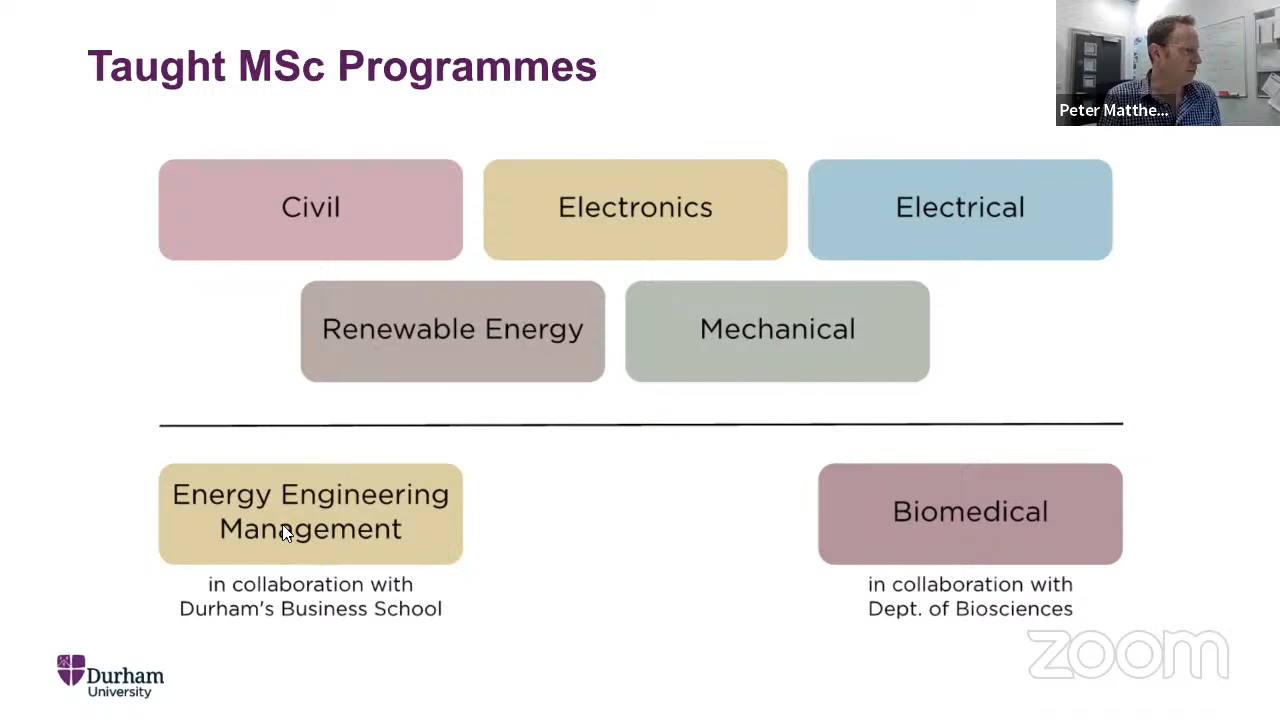 Taught MSc Programmes
Peter Matthe...
Civil
Electronics
Electrical
Renewable Energy
Mechanical
Energy Engineering
Management
in collaboration with
Durham's Business School
Biomedical
in collaboration with
Dept. of Biosciences
zoom
Durham
University